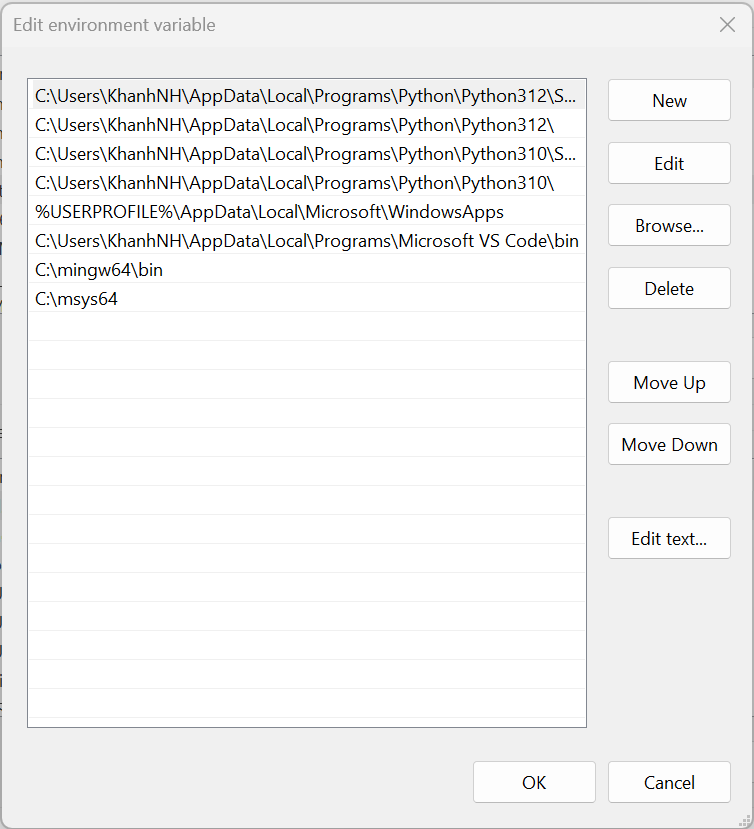 Edit environment variable
C:\Users\KhanhNH\AppData\Local\Programs\Python\Python312\S...
New
C:\Users\KhanhNH\AppData\Local\Programs\Python\Python312\
C:\Users\KhanhNH\AppData\Local\Programs\Python\Python310\S...
Edit
C:\Users\KhanhNH\AppData\Local\Programs\Python\Python310\
%USERPROFILE%\AppData\Local\Microsoft\WindowsApps
Browse...
C:\Users\KhanhNH\AppData\Local\Programs\Microsoft VS Code\bin
C:\mingw64\bin
Delete
C:\msys64
Move Up
Move Down
Edit text...
OK
Cancel